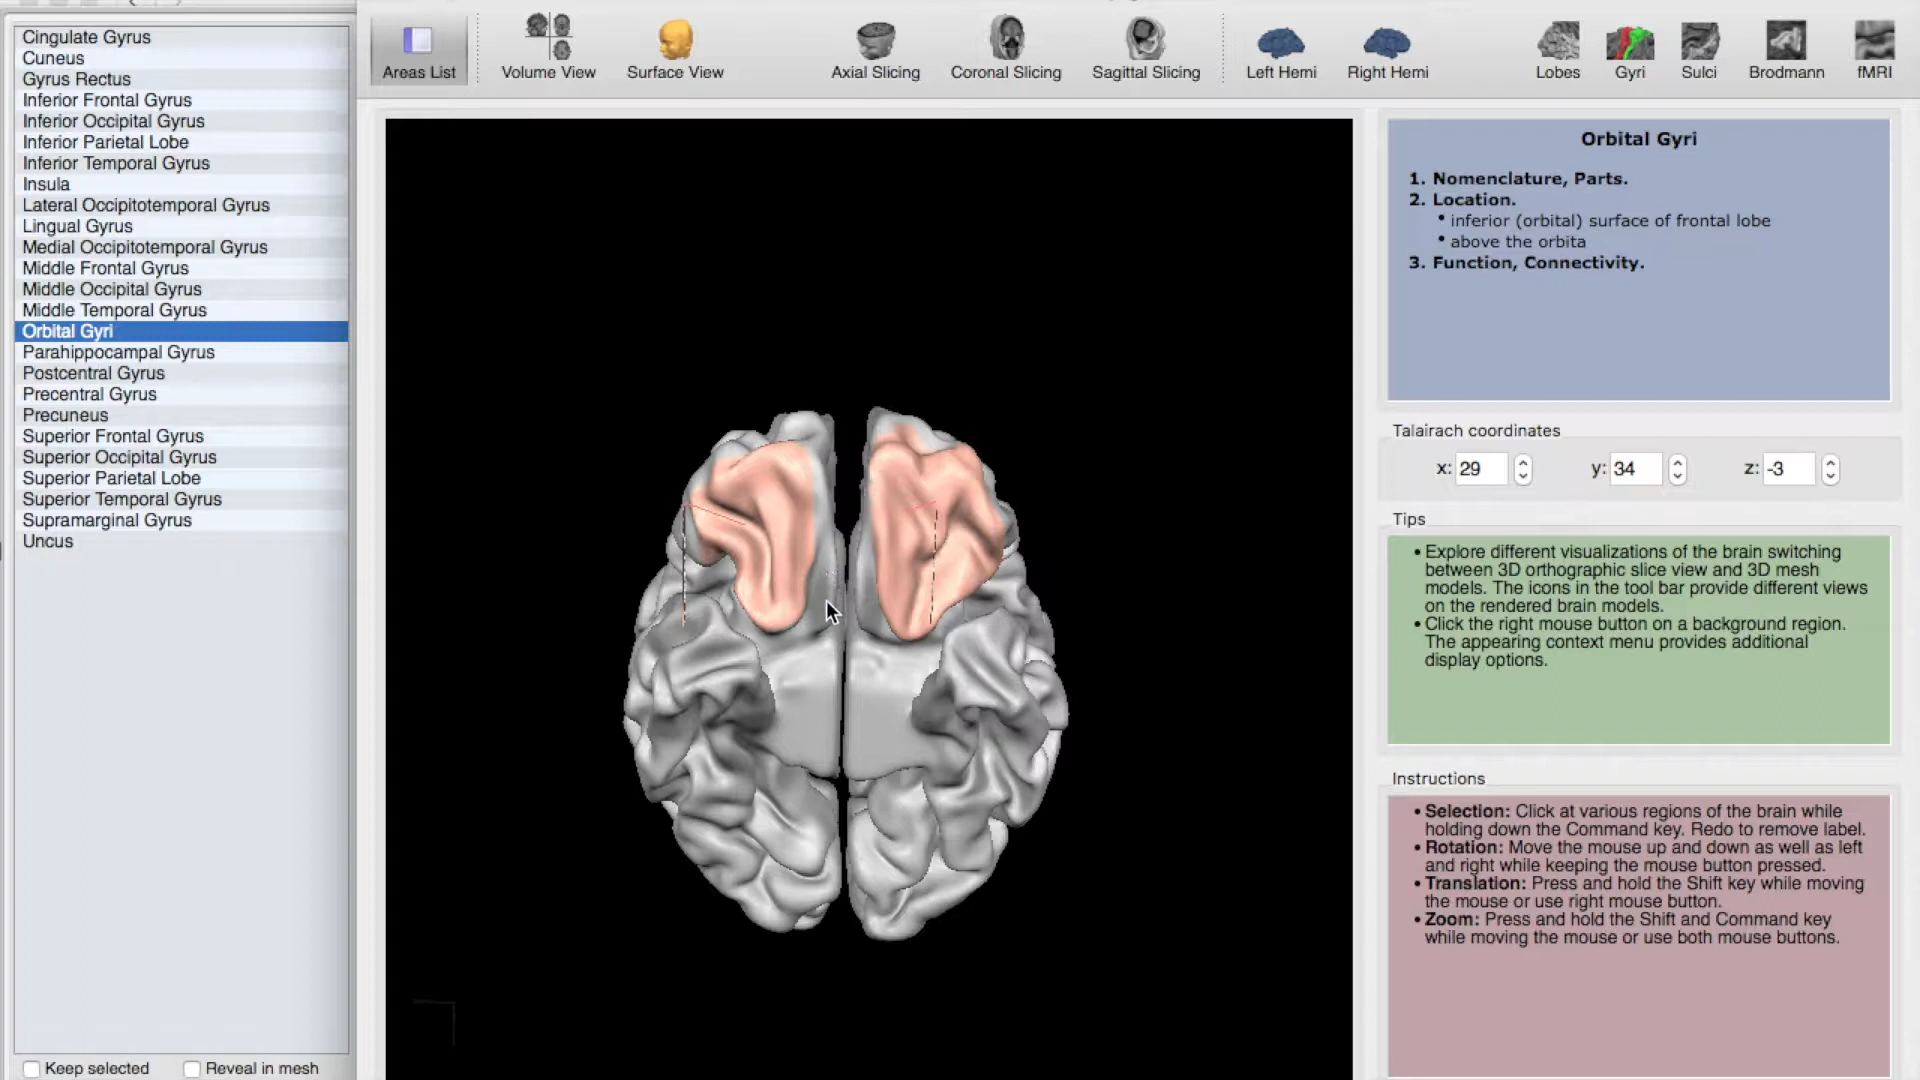 Cingulate Gyrus
Cuneus
Gyrus Rectus
Inferior Frontal Gyrus
Inferior Occipital Gyrus
Inferior Parietal Lobe
Inferior Temporal Gyrus
Insula
Lateral Occipitotemporal Gyrus
Lingual Gyrus
Medial Occipitotemporal Gyrus
Middle Frontal Gyrus
Middle Occipital Gyrus
Middle Temporal Gyrus
Orbital Gyri
Parahippocampal Gyrus
Postcentral Gyrus
Precentral Gyrus
Precuneus
Superior Frontal Gyrus
Superior Occipital Gyrus
Superior Parietal Lobe
Superior Temporal Gyrus
Supramarginal Gyrus
Uncus
Keep selected Reveal in mesh
Areas List Volume View Surface View Axial Slicing Coronal Slicing Sagittal Slicing Left Hemi Right Hemi Lobes Gyri Sulci Brodmann fMRI
Orbital Gyri
1. Nomenclature, Parts.
2. Location.
• inferior (orbital) surface of frontal lobe
• above the orbita
3. Function, Connectivity.
Talairach coordinates
x: 29 y: 34 z: -3
Tips
• Explore different visualizations of the brain switching
between 3D orthographic slice view and 3D mesh
models. The icons in the tool bar provide different views
on the rendered brain models.
• Click the right mouse button on a background region.
The appearing context menu provides additional
display options.
Instructions
• Selection: Click at various regions of the brain while
holding down the Command key. Redo to remove label.
• Rotation: Move the mouse up and down as well as left
and right while keeping the mouse button pressed.
• Translation: Press and hold the Shift key while moving
the mouse or use right mouse button.
• Zoom: Press and hold the Shift and Command key
while moving the mouse or use both mouse buttons.